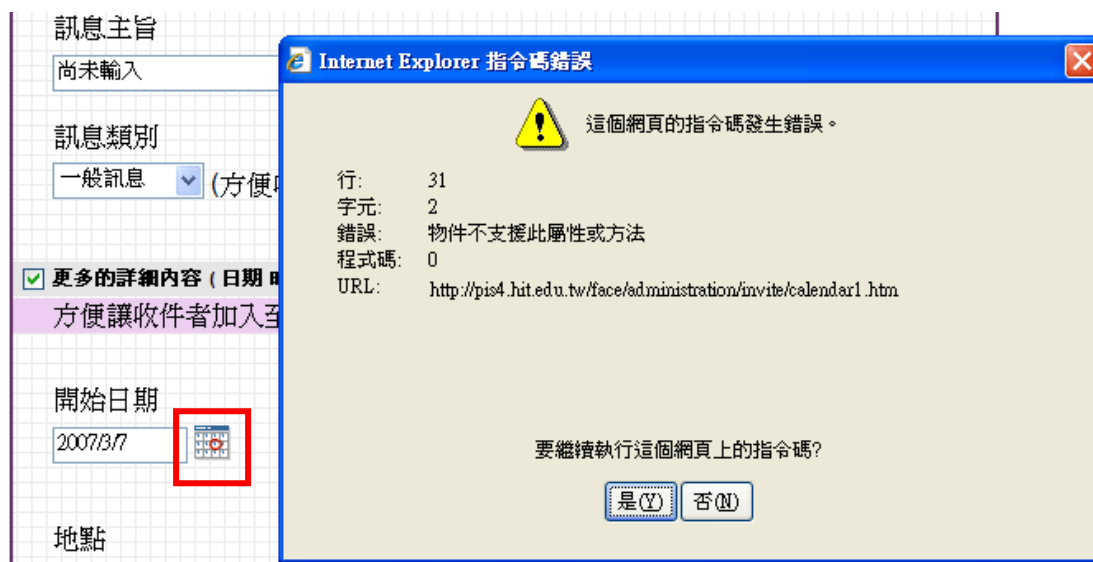 訊息主旨
尚未輸入
訊息類別
一般訊息
(方便
更多的詳細內容 ( 日期
方便讓收件者加入至
開始日期
2007/3/7
地點
Internet Explorer 指令碼錯誤
這個網頁的指令碼發生錯誤。
行: 31
字元: 2
錯誤: 物件不支援此屬性或方法
程式碼: 0
URL: http://pis4.hit.edu.tw/face/administration/invite/calendar1.htm
要繼續執行這個網頁上的指令碼?
是(Y) 否(N)